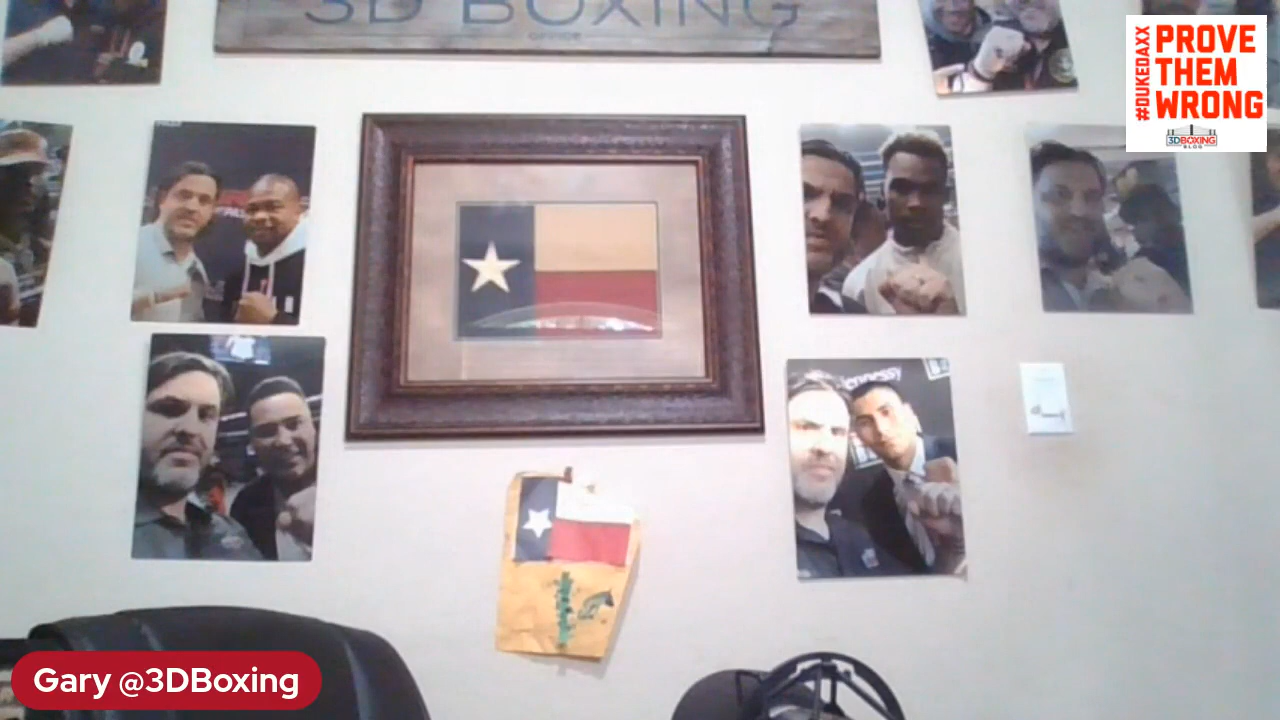 3D BOXING
#DUKEDAXX
PROVE
THEM
WRONG
3DBOXING
BLOG
Gary @3DBoxing